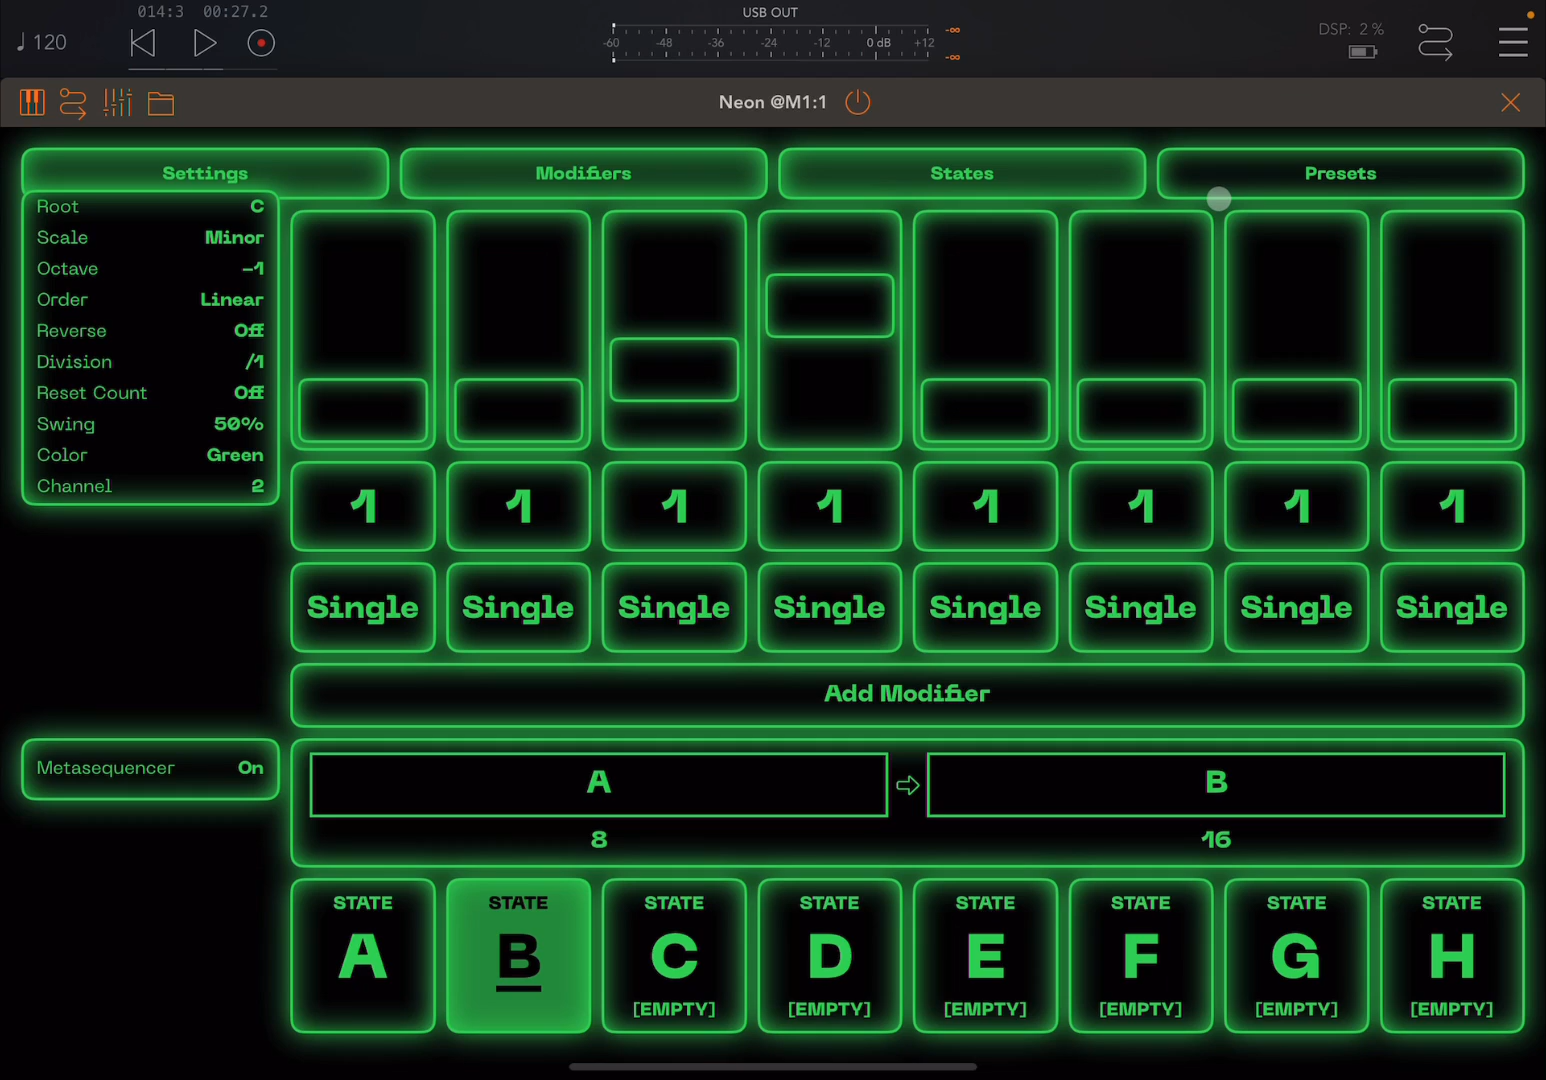 014:3 00:27.2
USB OUT
♩ 120
-60 -48 -36 -24 -12 0 dB +12
-∞
-∞
DSP: 2 %
Neon @M1:1
Settings
Modifiers
States
Presets
Root C
Scale Minor
Octave -1
Order Linear
Reverse Off
Division /1
Reset Count Off
Swing 50%
Color Green
Channel 2
1 1 1 1 1 1 1 1
Single Single Single Single Single Single Single Single
Add Modifier
Metasequencer On
A ⇨ B
8 16
STATE STATE STATE STATE STATE STATE STATE STATE
A B C D E F G H
[EMPTY] [EMPTY] [EMPTY] [EMPTY] [EMPTY] [EMPTY]